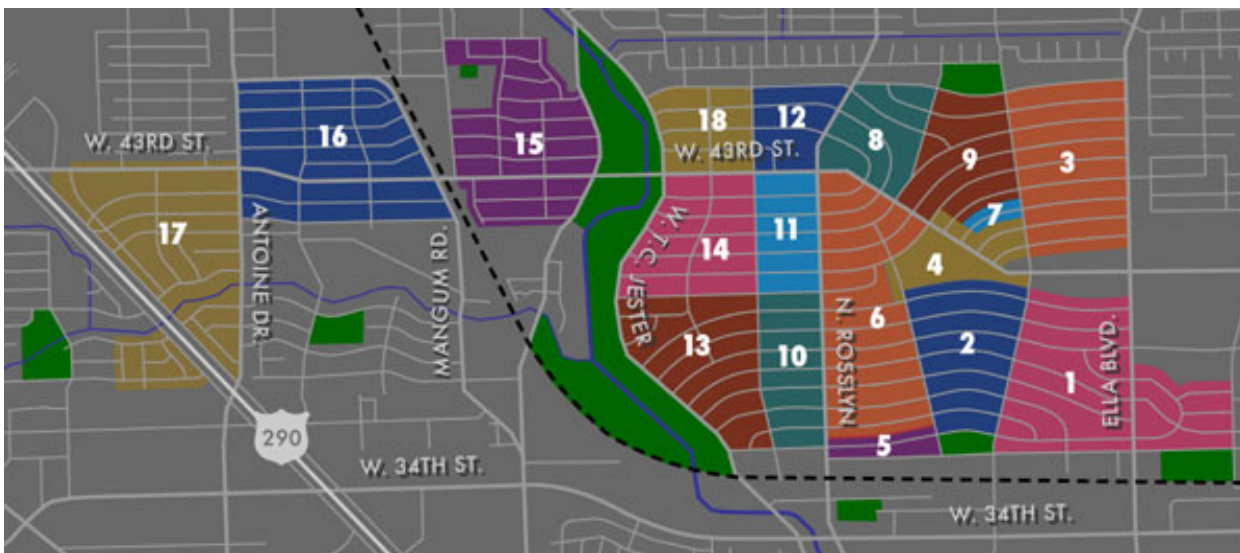 15
18
12
W. 43RD ST.
16
W. 43RD ST.
8
9
3
17
ANTOINE DR.
MANGUM RD.
14
W. T.C. JESTER
11
7
4
6
13
10
N. ROSSLYN
2
1
ELLA BLVD.
290
5
W. 34TH ST.
W. 34TH ST.